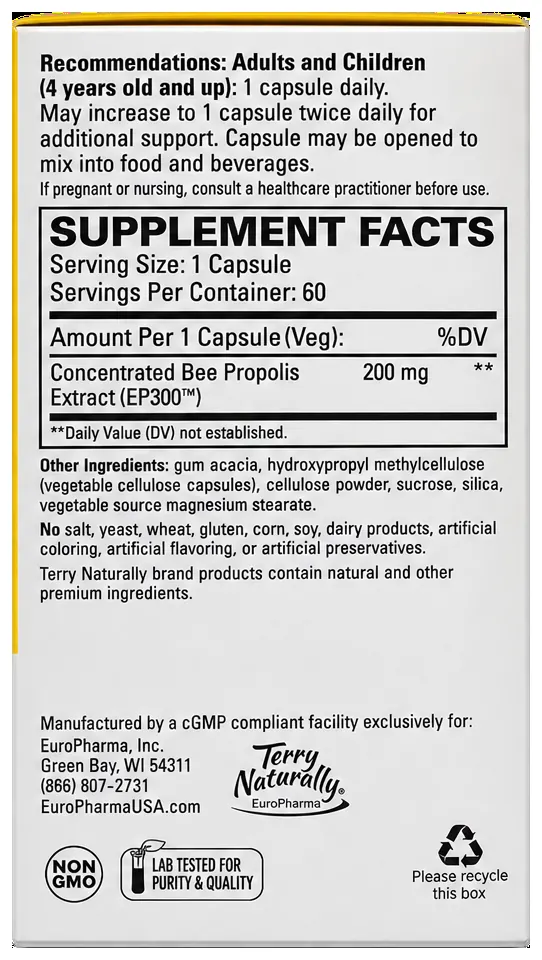 Recommendations: Adults and Children
(4 years old and up): 1 capsule daily.
May increase to 1 capsule twice daily for
additional support. Capsule may be opened to
mix into food and beverages.
If pregnant or nursing, consult a healthcare practitioner before use.
SUPPLEMENT FACTS
Serving Size: 1 Capsule
Servings Per Container: 60
Amount Per 1 Capsule (Veg): %DV
Concentrated Bee Propolis 200 mg **
Extract (EP300™)
**Daily Value (DV) not established.
Other Ingredients: gum acacia, hydroxypropyl methylcellulose
(vegetable cellulose capsules), cellulose powder, sucrose, silica,
vegetable source magnesium stearate.
No salt, yeast, wheat, gluten, corn, soy, dairy products, artificial
coloring, artificial flavoring, or artificial preservatives.
Terry Naturally brand products contain natural and other
premium ingredients.
Manufactured by a cGMP compliant facility exclusively for:
EuroPharma, Inc.
Green Bay, WI 54311
(866) 807-2731
EuroPharmaUSA.com
Terry
Naturally®
EuroPharma
NON
GMO
LAB TESTED FOR
PURITY & QUALITY
Please recycle
this box